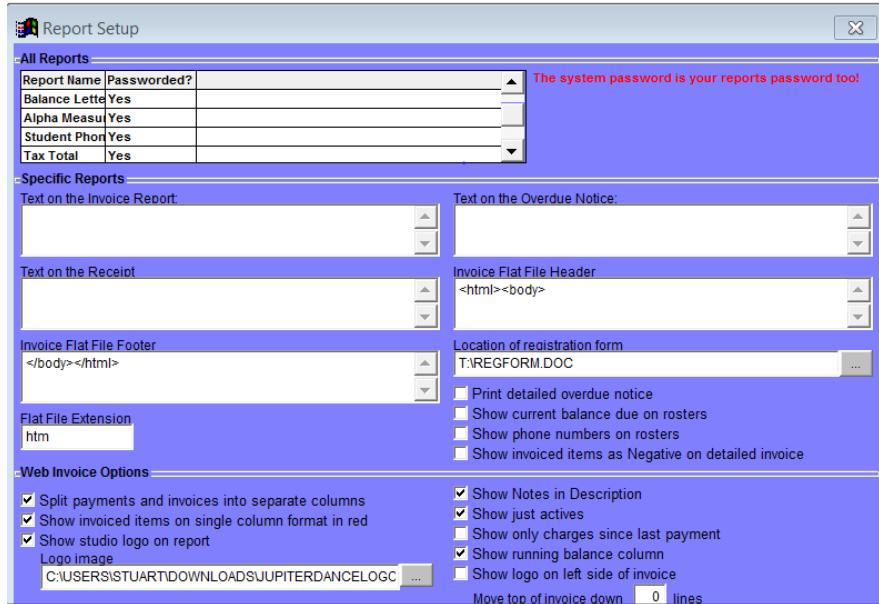 Report Setup
All Reports
Report Name Passworded?
Balance Lette Yes
Alpha Measu Yes
Student Phon Yes
Tax Total Yes
The system password is your reports password too!
Specific Reports
Text on the Invoice Report:
Text on the Overdue Notice:
Text on the Receipt
Invoice Flat File Header
<html><body>
Invoice Flat File Footer
</body></html>
Location of registration form
T:\REGFORM.DOC
...
Flat File Extension
htm
Print detailed overdue notice
Show current balance due on rosters
Show phone numbers on rosters
Show invoiced items as Negative on detailed invoice
Web Invoice Options
Split payments and invoices into separate columns
Show invoiced items on single column format in red
Show studio logo on report
Logo image
C:\USERS\STUART\DOWNLOADS\JUPITERDANCELOGO
...
Show Notes in Description
Show just actives
Show only charges since last payment
Show running balance column
Show logo on left side of invoice
Move top of invoice down 0 lines